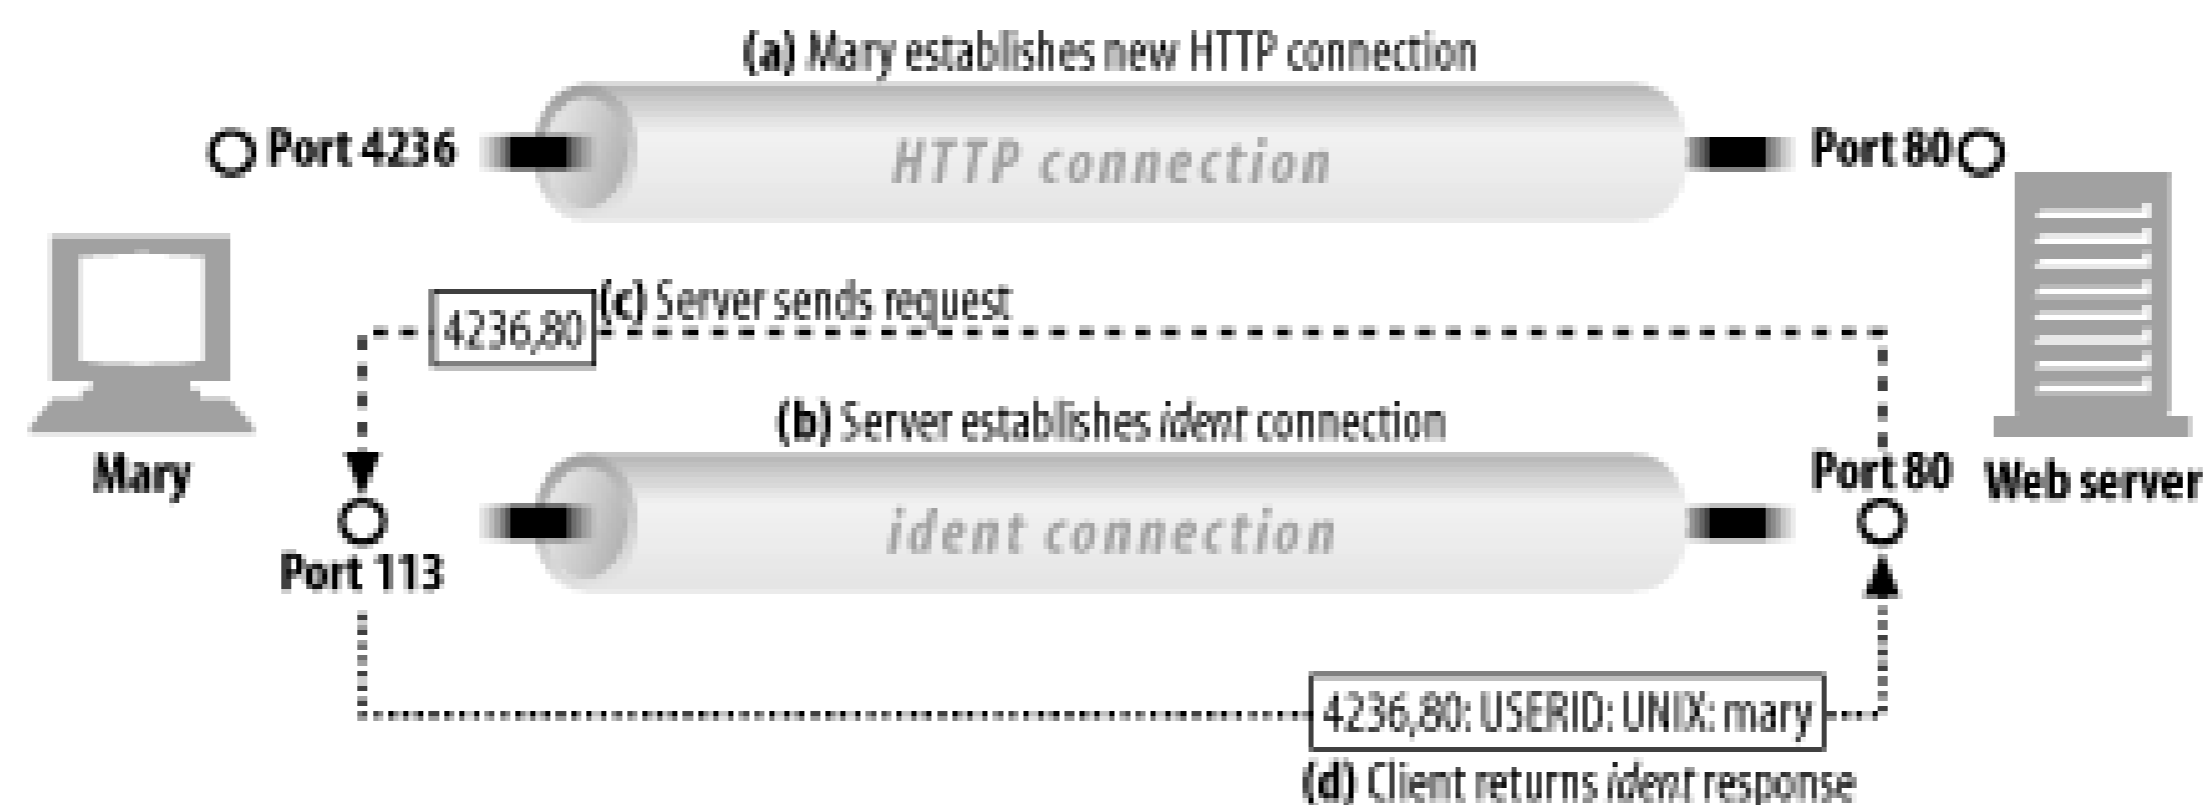 (a) Mary establishes new HTTP connection
Port 4236
HTTP connection
Port 80
(c) Server sends request
4236,80
(b) Server establishes ident connection
Mary
Port 80
Web server
ident connection
Port 113
4236,80: USERID: UNIX: mary
(d) Client returns ident response